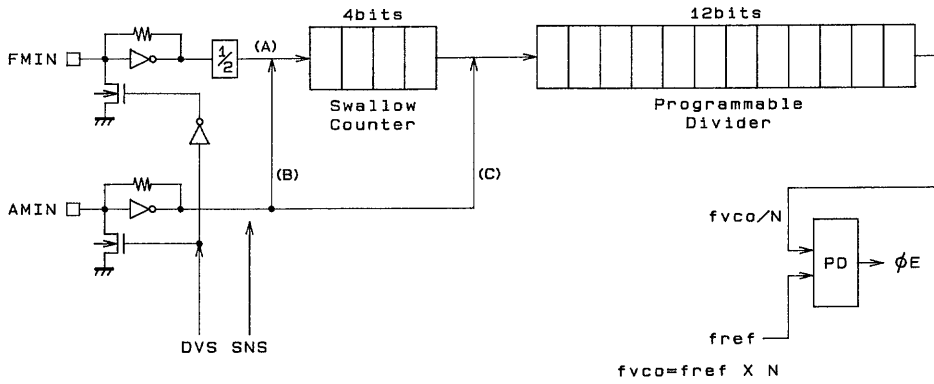 4bits
12bits
FMIN
1/2
(A)
Swallow
Counter
Programmable
Divider
(B)
(C)
AMIN
fvco/N
PD
φE
DVS SNS
fref
fvco=fref X N